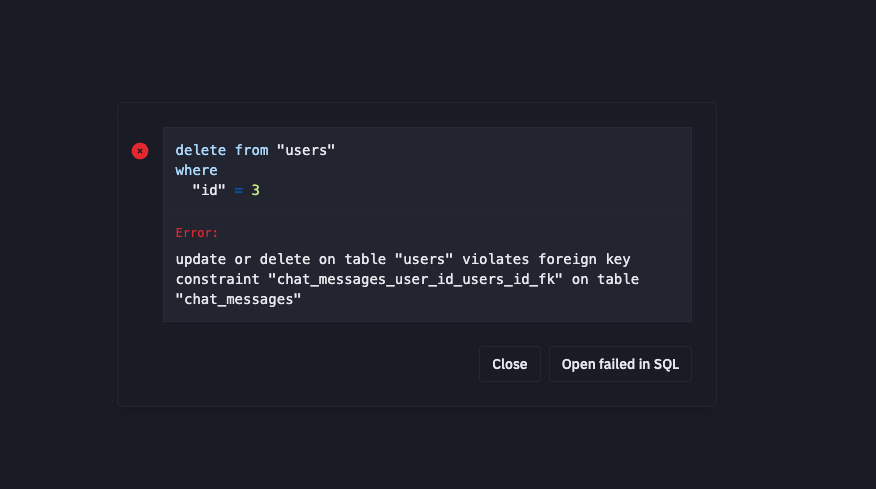 delete from "users"
where
"id" = 3
Error:
update or delete on table "users" violates foreign key
constraint "chat_messages_user_id_users_id_fk" on table
"chat_messages"
Close
Open failed in SQL